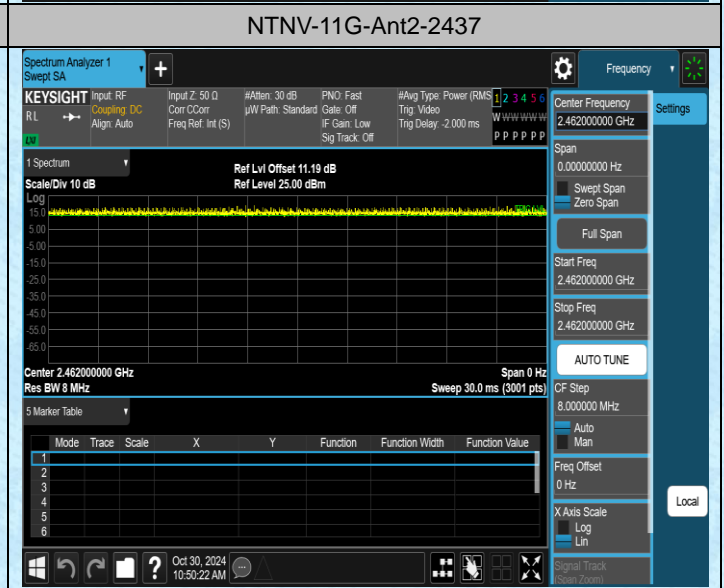 NTNV-11G-Ant2-2437
Spectrum Analyzer 1
Swept SA
Frequency
KEYSIGHT
RL
LXI
Input: RF
Coupling: DC
Align: Auto
Input Z: 50 Ω
Corr CCorr
Freq Ref: Int (S)
#Atten: 30 dB
µW Path: Standard
PNO: Fast
Gate: Off
IF Gain: Low
Sig Track: Off
#Avg Type: Power (RMS
Trig: Video
Trig Delay: -2.000 ms
1 2 3 4 5 6
W W W W W W
P P P P P P
Center Frequency
2.462000000 GHz
Settings
Span
0.00000000 Hz
Swept Span
Zero Span
Full Span
Start Freq
2.462000000 GHz
Stop Freq
2.462000000 GHz
AUTO TUNE
CF Step
8.000000 MHz
Auto
Man
Freq Offset
0 Hz
X Axis Scale
Log
Lin
Signal Track
(Span Zoom)
Local
1 Spectrum
Scale/Div 10 dB
Ref Lvl Offset 11.19 dB
Ref Level 25.00 dBm
Log
15.0
5.00
-5.00
-15.0
-25.0
-35.0
-45.0
-55.0
-65.0
Center 2.462000000 GHz
Span 0 Hz
Res BW 8 MHz
Sweep 30.0 ms (3001 pts)
5 Marker Table
Mode Trace Scale X Y Function Function Width Function Value
1
2
3
4
5
6
?
Oct 30, 2024
10:50:22 AM